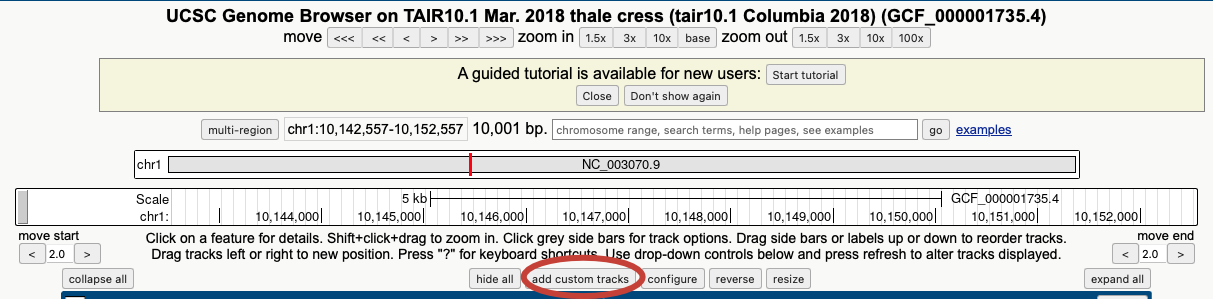 UCSC Genome Browser on TAIR10.1 Mar. 2018 thale cress (tair10.1 Columbia 2018) (GCF_000001735.4)
move <<< << < > >> >>> zoom in 1.5x 3x 10x base zoom out 1.5x 3x 10x 100x
A guided tutorial is available for new users: Start tutorial
Close Don't show again
multi-region chr1:10,142,557-10,152,557 10,001 bp. chromosome range, search terms, help pages, see examples go examples
chr1 NC_003070.9
Scale 5 kb GCF_000001735.4
chr1: 10,144,000 10,145,000 10,146,000 10,147,000 10,148,000 10,149,000 10,150,000 10,151,000 10,152,000
move start Click on a feature for details. Shift+click+drag to zoom in. Click grey side bars for track options. Drag side bars or labels up or down to reorder tracks. move end
< 2.0 > Drag tracks left or right to new position. Press "?" for keyboard shortcuts. Use drop-down controls below and press refresh to alter tracks displayed. < 2.0 >
collapse all hide all add custom tracks configure reverse resize expand all